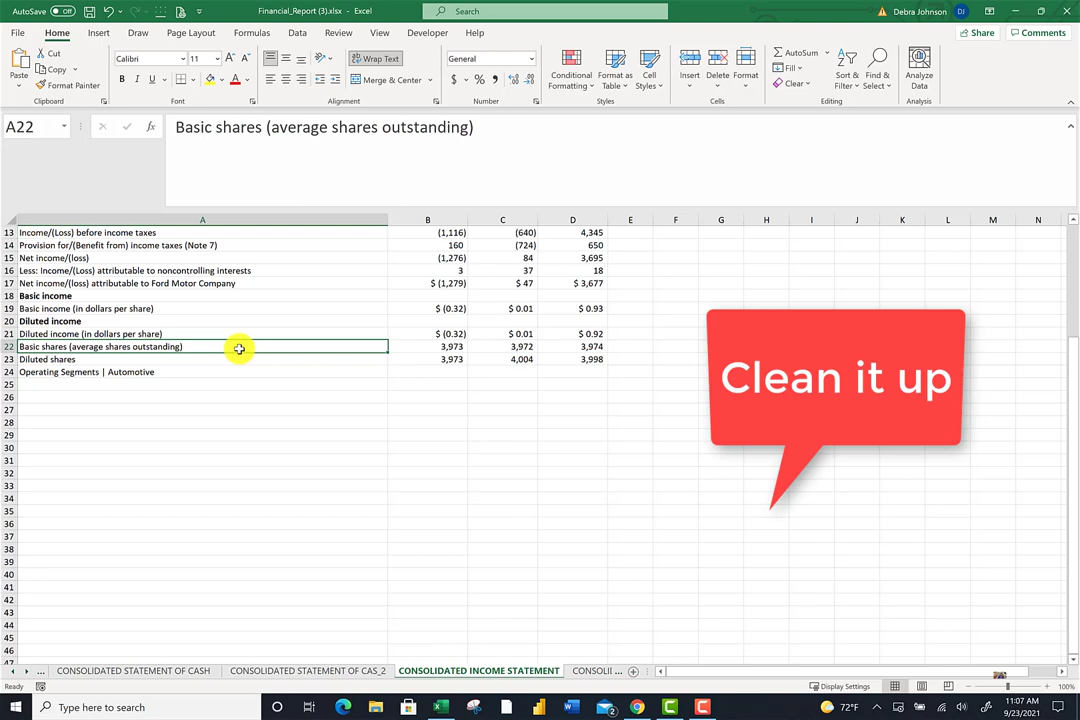 AutoSave Off Financial_Report (3).xlsx - Excel Search Debra Johnson DJ
File Home Insert Draw Page Layout Formulas Data Review View Developer Help Share Comments
Paste Cut Copy Format Painter Clipboard
Calibri 11 A^ A˅ B I U A Font
Wrap Text Merge & Center Alignment
General $ % , Number
Conditional Formatting Format as Table Cell Styles Styles
Insert Delete Format Cells
AutoSum Fill Clear Sort & Filter Find & Select Editing
Analyze Data Analysis
A22 fx Basic shares (average shares outstanding)
A B C D E F G H I J K L M N
13 Income/(Loss) before income taxes (1,116) (640) 4,345
14 Provision for/(Benefit from) income taxes (Note 7) 160 (724) 650
15 Net income/(loss) (1,276) 84 3,695
16 Less: Income/(Loss) attributable to noncontrolling interests 3 37 18
17 Net income/(loss) attributable to Ford Motor Company $ (1,279) $ 47 $ 3,677
18 Basic income
19 Basic income (in dollars per share) $ (0.32) $ 0.01 $ 0.93
20 Diluted income
21 Diluted income (in dollars per share) $ (0.32) $ 0.01 $ 0.92
22 Basic shares (average shares outstanding) 3,973 3,972 3,974
23 Diluted shares 3,973 4,004 3,998
24 Operating Segments | Automotive
25
26
27
28
29
30
31
32
33
34
35
36
37
38
39
40
41
42
43
44
45
46
47
Clean it up
... CONSOLIDATED STATEMENT OF CASH CONSOLIDATED STATEMENT OF CAS_2 CONSOLIDATED INCOME STATEMENT CONSOLII ...
Ready Display Settings 100%
Type here to search 2 72°F 11:07 AM
9/23/2021